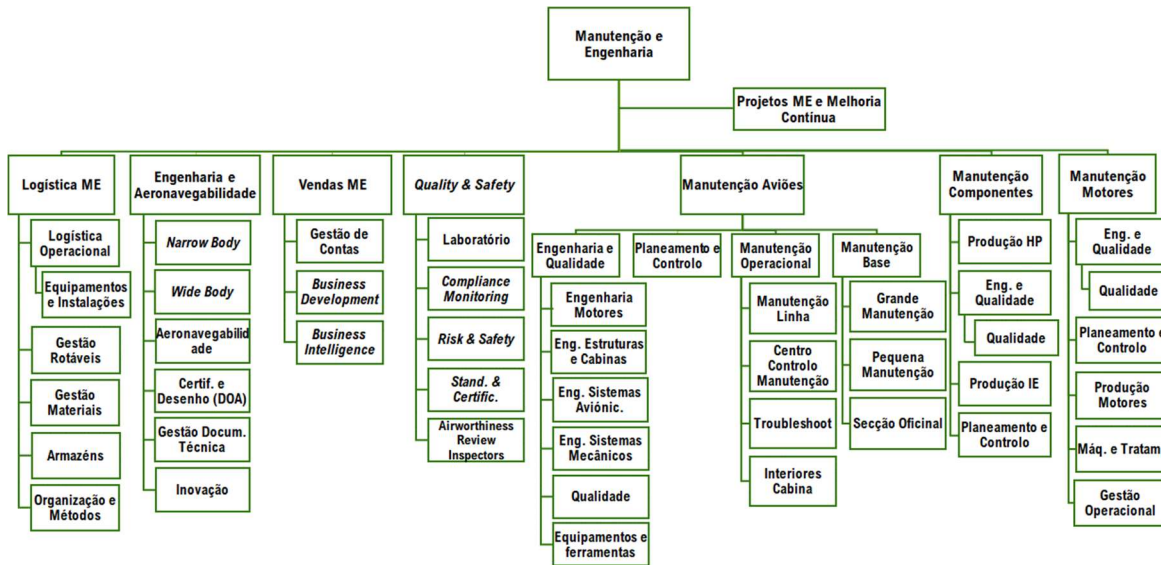 Manutenção e
Engenharia
Projetos ME e Melhoria
Contínua
Logística ME
Engenharia e
Aeronavegabilidade
Vendas ME
Quality & Safety
Manutenção Aviões
Manutenção
Componentes
Manutenção
Motores
Logística
Operacional
Equipamentos
e Instalações
Gestão
Rotáveis
Gestão
Materiais
Armazéns
Organização e
Métodos
Narrow Body
Wide Body
Aeronavegabilid
ade
Certif. e
Desenho (DOA)
Gestão Docum.
Técnica
Inovação
Gestão de
Contas
Business
Development
Business
Intelligence
Laboratório
Compliance
Monitoring
Risk & Safety
Stand. &
Certific.
Airworthiness
Review
Inspectors
Engenharia e
Qualidade
Engenharia
Motores
Eng. Estruturas
e Cabinas
Eng. Sistemas
Aviónic.
Eng. Sistemas
Mecânicos
Qualidade
Equipamentos e
ferramentas
Planeamento e
Controlo
Manutenção
Operacional
Manutenção
Linha
Centro
Controlo
Manutenção
Troubleshoot
Interiores
Cabina
Manutenção
Base
Grande
Manutenção
Pequena
Manutenção
Secção Oficinal
Produção HP
Eng. e
Qualidade
Qualidade
Produção IE
Planeamento e
Controlo
Eng. e
Qualidade
Qualidade
Planeamento e
Controlo
Produção
Motores
Máq. e Tratam.
Gestão
Operacional